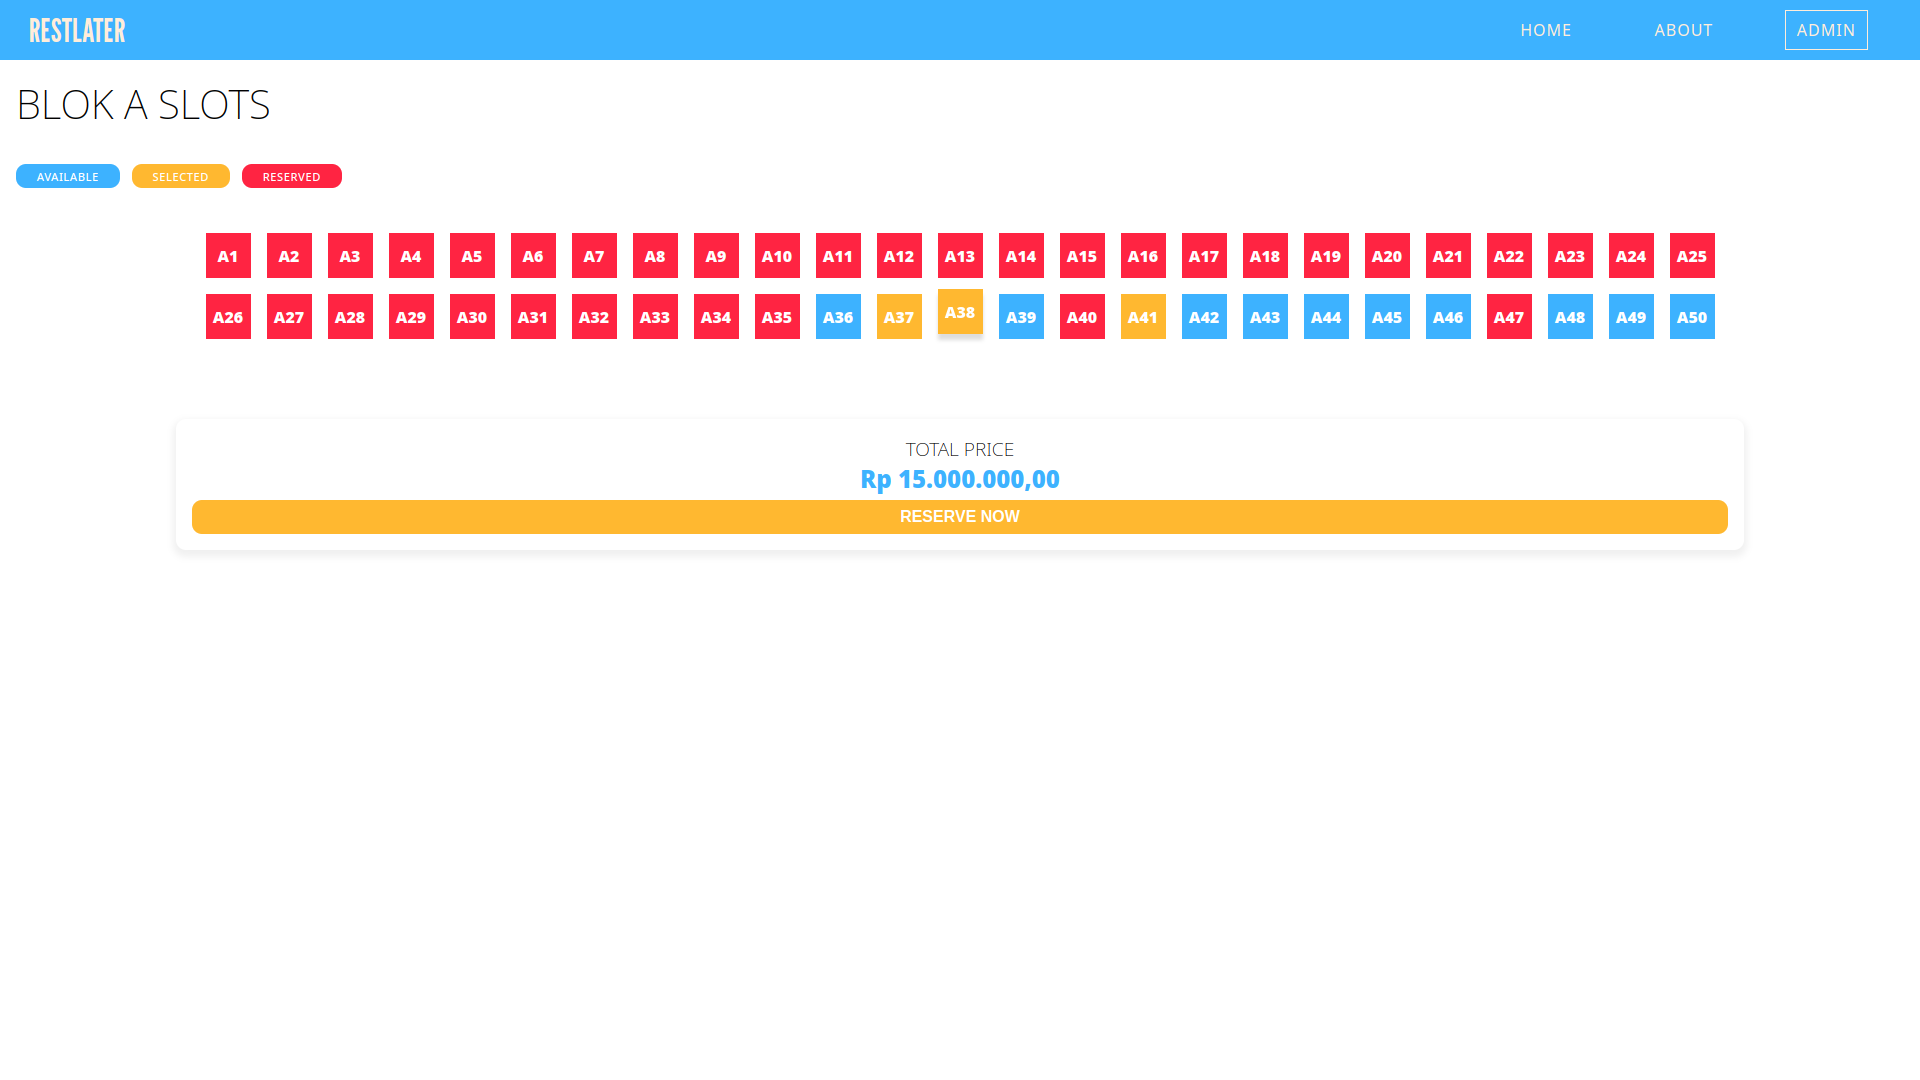 RESTLATER HOME ABOUT ADMIN
BLOK A SLOTS
AVAILABLE SELECTED RESERVED
A1 A2 A3 A4 A5 A6 A7 A8 A9 A10 A11 A12 A13 A14 A15 A16 A17 A18 A19 A20 A21 A22 A23 A24 A25
A26 A27 A28 A29 A30 A31 A32 A33 A34 A35 A36 A37 A38 A39 A40 A41 A42 A43 A44 A45 A46 A47 A48 A49 A50
TOTAL PRICE
Rp 15.000.000,00
RESERVE NOW